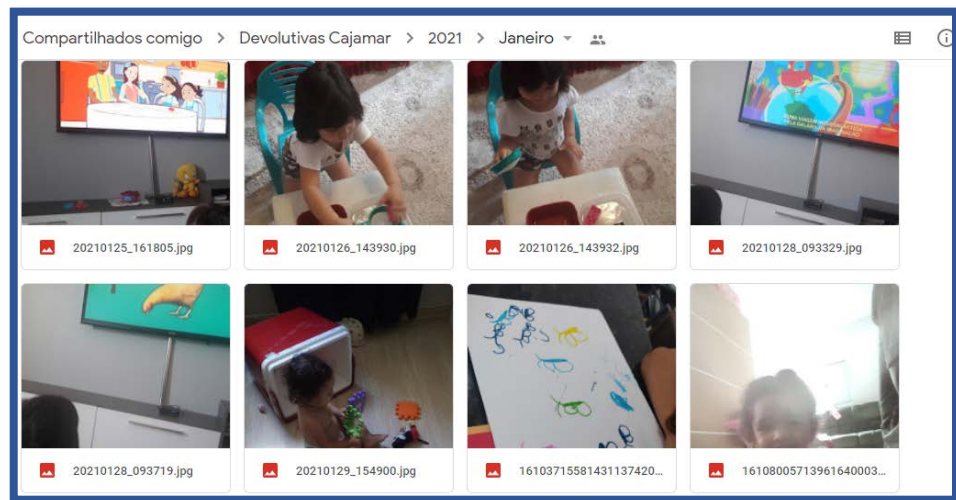 Compartilhados comigo > Devolutivas Cajamar > 2021 > Janeiro
20210125_161805.jpg
20210126_143930.jpg
20210126_143932.jpg
20210128_093329.jpg
20210128_093719.jpg
20210129_154900.jpg
16103715581431137420...
16108005713961640003...